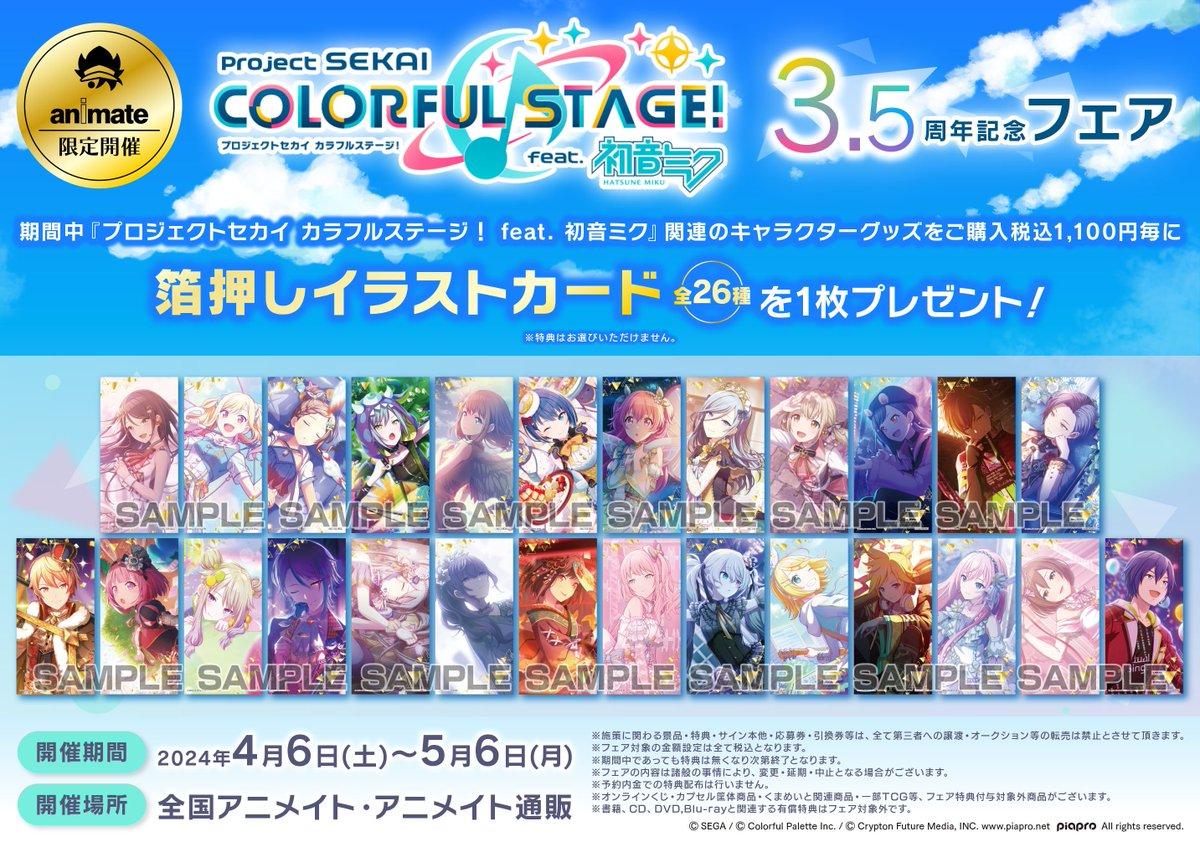 animate
限定開催
Project SEKAI
COLORFUL STAGE!
プロジェクトセカイ カラフルステージ!
feat. 初音ミク
HATSUNE MIKU
3.5周年記念フェア
期間中『プロジェクトセカイ カラフルステージ! feat. 初音ミク』関連のキャラクターグッズをご購入税込1,100円毎に
箔押しイラストカード 全26種 を1枚プレゼント!
※特典はお選びいただけません。
SAMPLE SAMPLE SAMPLE SAMPLE SAMPLE SAMPLE
SAMPLE SAMPLE SAMPLE SAMPLE SAMPLE SAMPLE SAMPLE
開催期間
2024年4月6日(土)〜5月6日(月)
開催場所
全国アニメイト・アニメイト通販
※施策に関わる景品・特典・サイン本他・応募券・引換券等は、全て第三者への譲渡・オークション等の転売は禁止とさせて頂きます。
※フェア対象の金額設定は全て税込となります。
※期間中であっても特典は無くなり次第終了となります。
※フェアの内容は諸般の事情により、変更・延期・中止となる場合がございます。
※予約内金での特典配布は行いません。
※オンラインくじ・カプセル筐体商品・くまめいと関連商品・一部TCG等、フェア特典付与対象外商品がございます。
※書籍、CD、DVD,Blu-rayと関連する有償特典はフェア対象外です。
© SEGA / © Colorful Palette Inc. / © Crypton Future Media, INC. www.piapro.net piapro All rights reserved.